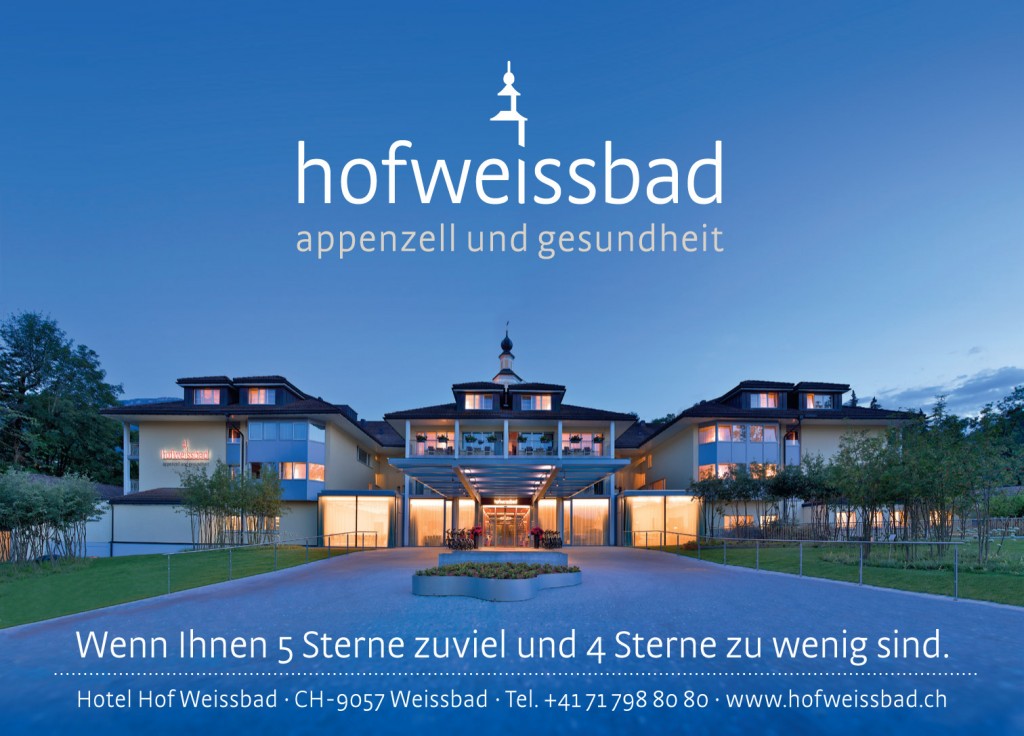 hofweissbad
appenzell und gesundheit
hofweissbad
Wenn Ihnen 5 Sterne zuviel und 4 Sterne zu wenig sind.
Hotel Hof Weissbad · CH-9057 Weissbad · Tel. +41 71 798 80 80 · www.hofweissbad.ch